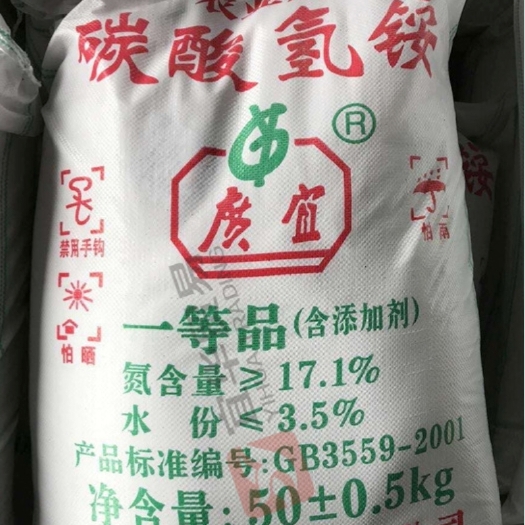 碳酸氢铵
®
廣宜
禁用手钩
怕雨
怕晒
一等品(含添加剂)
氮含量≥17.1%
水份≤3.5%
产品标准编号:GB3559-2001
净含量:50±0.5kg